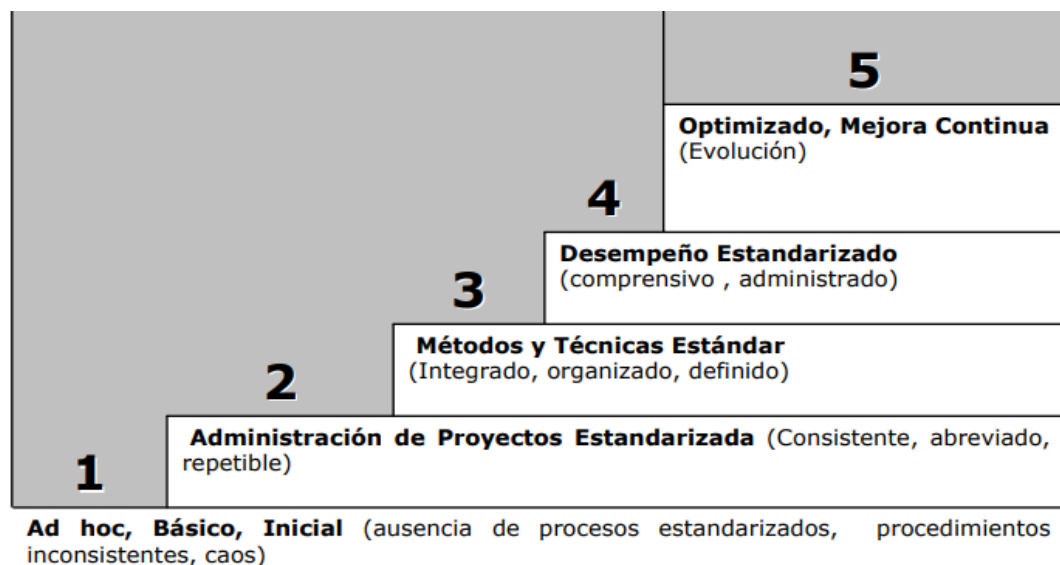 5
Optimizado, Mejora Continua
(Evolución)
4
Desempeño Estandarizado
(comprensivo , administrado)
3
Métodos y Técnicas Estándar
(Integrado, organizado, definido)
2
Administración de Proyectos Estandarizada (Consistente, abreviado,
repetible)
1
Ad hoc, Básico, Inicial (ausencia de procesos estandarizados, procedimientos
inconsistentes, caos)